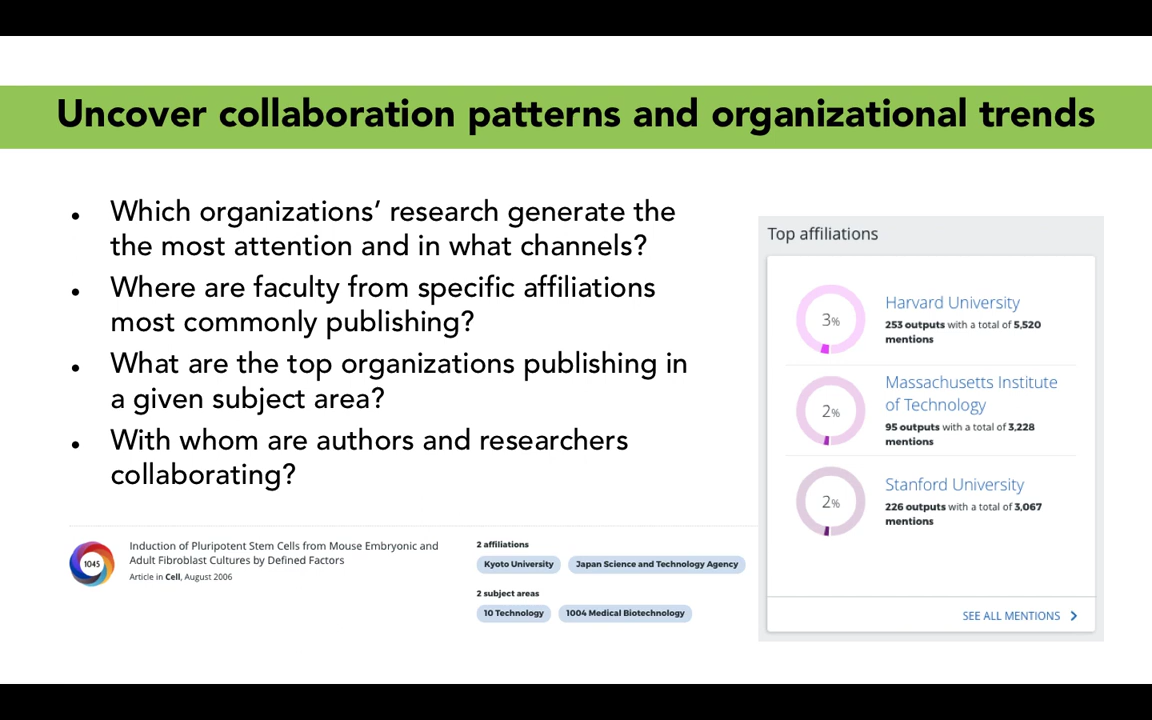 Uncover collaboration patterns and organizational trends
• Which organizations’ research generate the
the most attention and in what channels?
• Where are faculty from specific affiliations
most commonly publishing?
• What are the top organizations publishing in
a given subject area?
• With whom are authors and researchers
collaborating?
1045
Induction of Pluripotent Stem Cells from Mouse Embryonic and
Adult Fibroblast Cultures by Defined Factors
Article in Cell, August 2006
2 affiliations
Kyoto University
Japan Science and Technology Agency
2 subject areas
10 Technology
1004 Medical Biotechnology
Top affiliations
3%
Harvard University
253 outputs with a total of 5,520
mentions
2%
Massachusetts Institute
of Technology
95 outputs with a total of 3,228
mentions
2%
Stanford University
226 outputs with a total of 3,067
mentions
SEE ALL MENTIONS